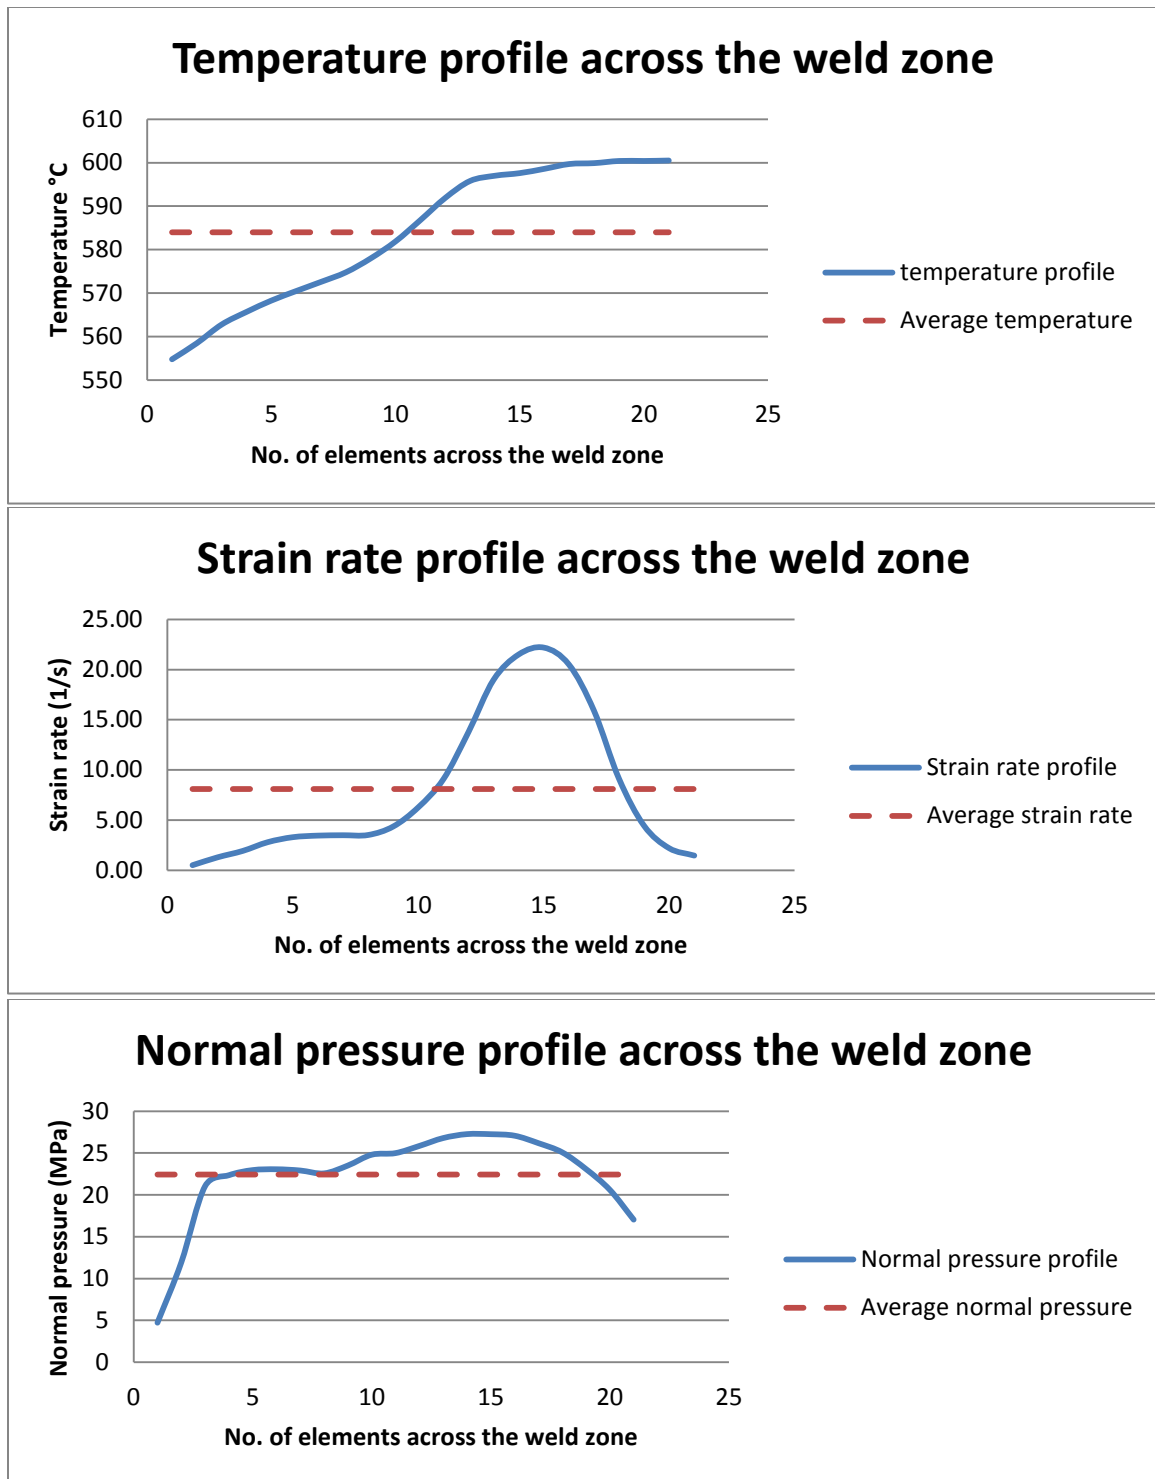 Temperature profile across the weld zone
610
600
590
580
570
560
550
Temperature °C
0 5 10 15 20 25
No. of elements across the weld zone
temperature profile
Average temperature
Strain rate profile across the weld zone
25.00
20.00
15.00
10.00
5.00
0.00
Strain rate (1/s)
0 5 10 15 20 25
No. of elements across the weld zone
Strain rate profile
Average strain rate
Normal pressure profile across the weld zone
30
25
20
15
10
5
0
Normal pressure (MPa)
0 5 10 15 20 25
No. of elements across the weld zone
Normal pressure profile
Average normal pressure